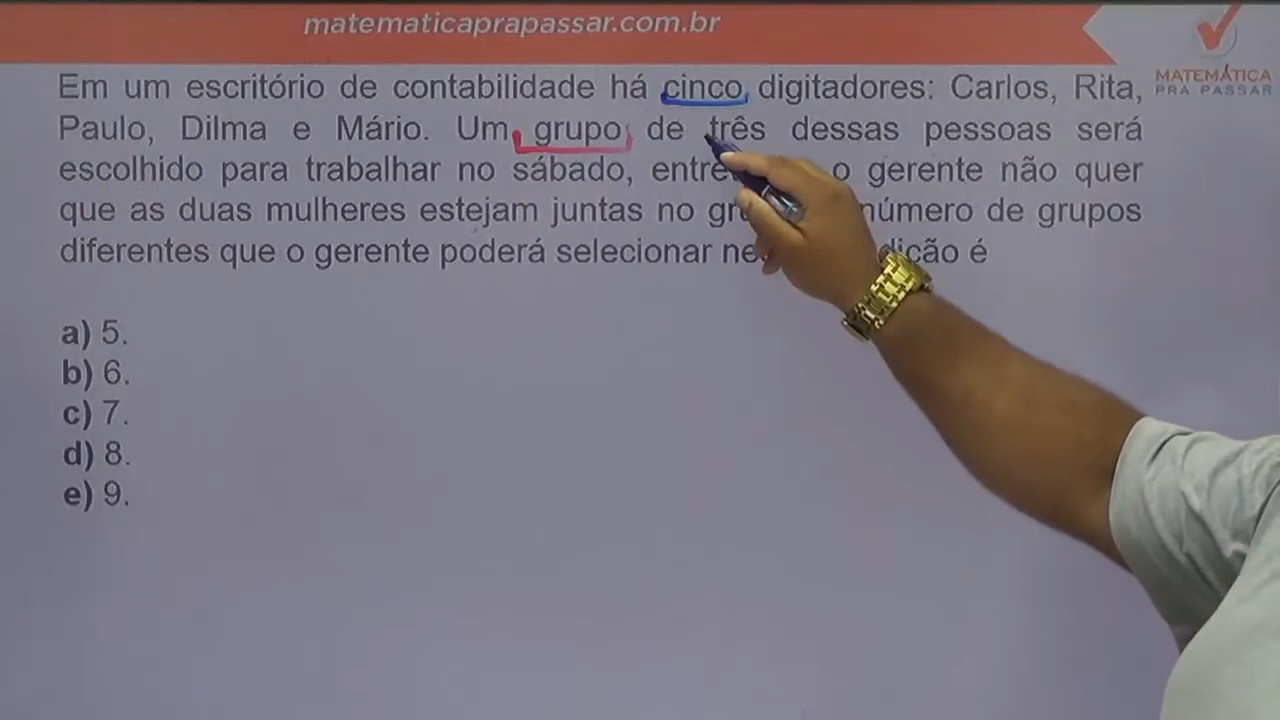 matematicaprapassar.com.br
MATEMÁTICA
PRA PASSAR
Em um escritório de contabilidade há cinco digitadores: Carlos, Rita,
Paulo, Dilma e Mário. Um grupo de três dessas pessoas será
escolhido para trabalhar no sábado, o gerente não quer
que as duas mulheres estejam juntas no número de grupos
diferentes que o gerente poderá selecionar é
a) 5.
b) 6.
c) 7.
d) 8.
e) 9.